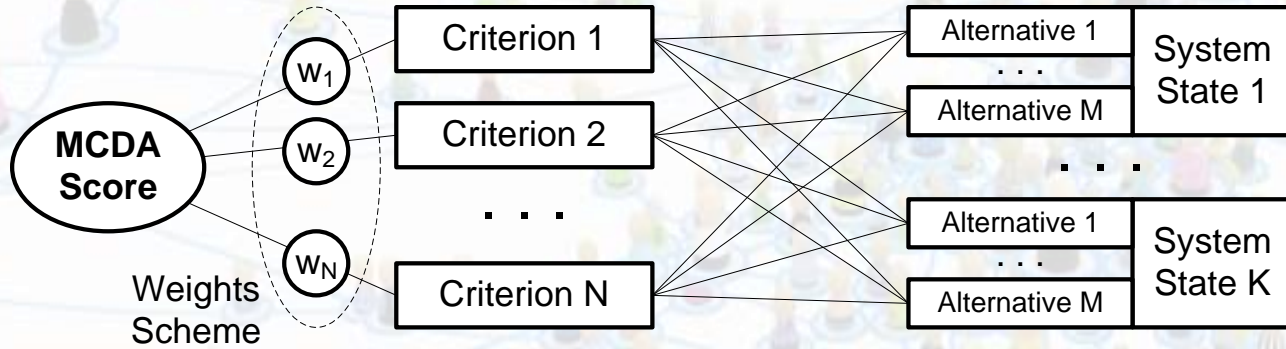 MCDA
Score
w1
w2
wN
Weights
Scheme
Criterion 1
Criterion 2
. . .
Criterion N
Alternative 1
. . .
Alternative M
System
State 1
. . .
Alternative 1
. . .
Alternative M
System
State K